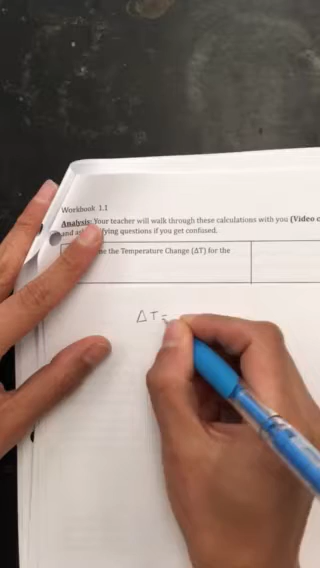 Workbook 1.1
Analysis: Your teacher will walk through these calculations with you (Video
and fying questions if you get confused.
the Temperature Change (ΔT) for the
ΔT=